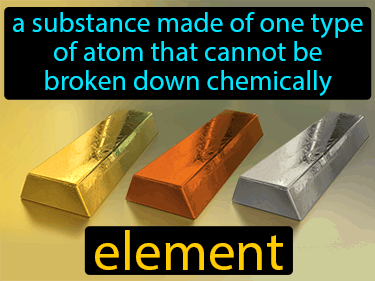 a substance made of one type
of atom that cannot be
broken down chemically
element